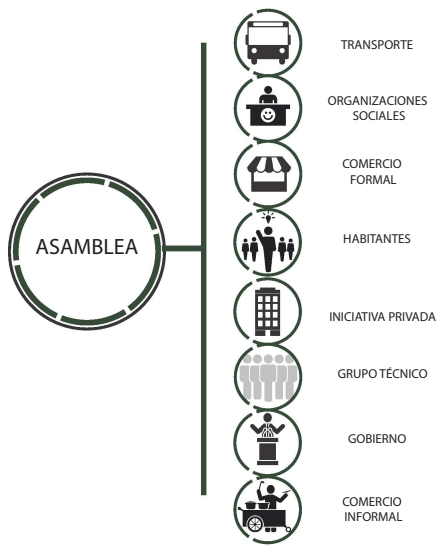 TRANSPORTE
ORGANIZACIONES
SOCIALES
COMERCIO
FORMAL
ASAMBLEA
HABITANTES
INICIATIVA PRIVADA
GRUPO TÉCNICO
GOBIERNO
COMERCIO
INFORMAL